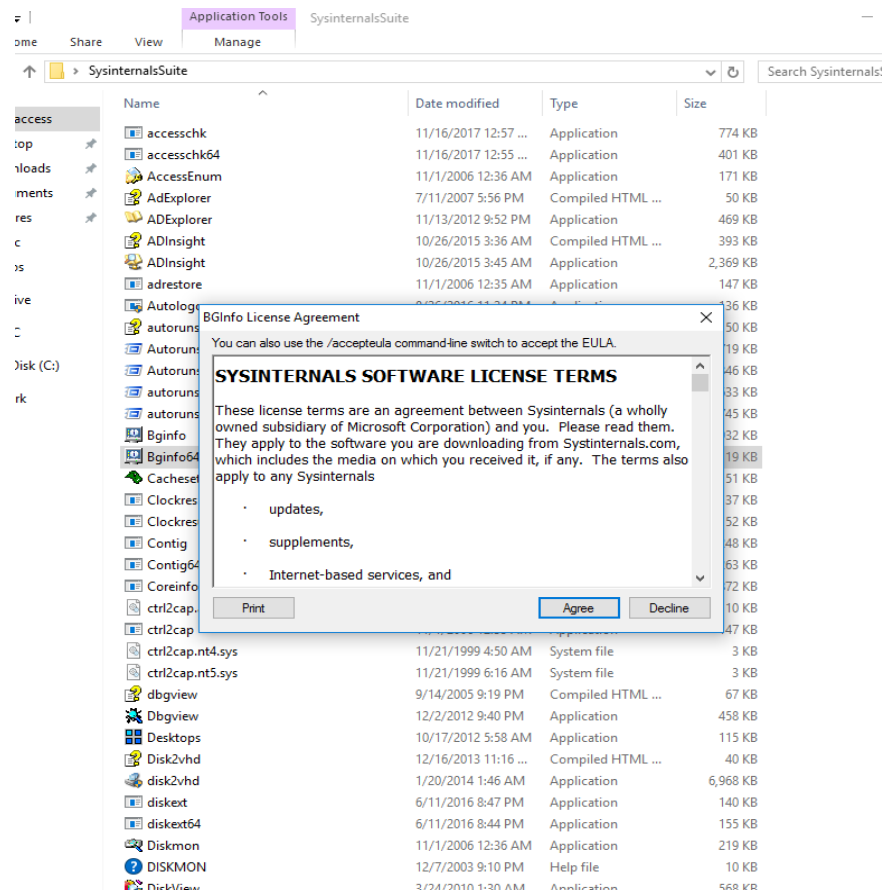 Application Tools SysinternalsSuite
ome Share View Manage
SysinternalsSuite Search Sysinternals
Name Date modified Type Size
access
top
nloads
ments
res
ive
Disk (C:)
rk
accesschk 11/16/2017 12:57 ... Application 774 KB
accesschk64 11/16/2017 12:55 ... Application 401 KB
AccessEnum 11/1/2006 12:36 AM Application 171 KB
AdExplorer 7/11/2007 5:56 PM Compiled HTML ... 50 KB
ADExplorer 11/13/2012 9:52 PM Application 469 KB
ADInsight 10/26/2015 3:36 AM Compiled HTML ... 393 KB
ADInsight 10/26/2015 3:45 AM Application 2,369 KB
adrestore 11/1/2006 12:35 AM Application 147 KB
Autolog 136 KB
autoruns 50 KB
Autorun 719 KB
Autorun 46 KB
autoruns 33 KB
autoruns 745 KB
Bginfo 32 KB
Bginfo64 19 KB
Cacheset 51 KB
Clockres 37 KB
Clockres 52 KB
Contig 48 KB
Contig64 63 KB
Coreinfo 72 KB
ctrl2cap. 10 KB
ctrl2cap 47 KB
BGInfo License Agreement
You can also use the /accepteula command-line switch to accept the EULA.
SYSINTERNALS SOFTWARE LICENSE TERMS
These license terms are an agreement between Sysinternals (a wholly
owned subsidiary of Microsoft Corporation) and you. Please read them.
They apply to the software you are downloading from Systinternals.com,
which includes the media on which you received it, if any. The terms also
apply to any Sysinternals
· updates,
· supplements,
· Internet-based services, and
Print Agree Decline
ctrl2cap.nt4.sys 11/21/1999 4:50 AM System file 3 KB
ctrl2cap.nt5.sys 11/21/1999 6:16 AM System file 3 KB
dbgview 9/14/2005 9:19 PM Compiled HTML ... 67 KB
Dbgview 12/2/2012 9:40 PM Application 458 KB
Desktops 10/17/2012 5:58 AM Application 115 KB
Disk2vhd 12/16/2013 11:16 ... Compiled HTML ... 40 KB
disk2vhd 1/20/2014 1:46 AM Application 6,968 KB
diskext 6/11/2016 8:47 PM Application 140 KB
diskext64 6/11/2016 8:44 PM Application 155 KB
Diskmon 11/1/2006 12:36 AM Application 219 KB
DISKMON 12/7/2003 9:10 PM Help file 10 KB
DiskView 3/24/2010 1:30 AM Application 568 KB